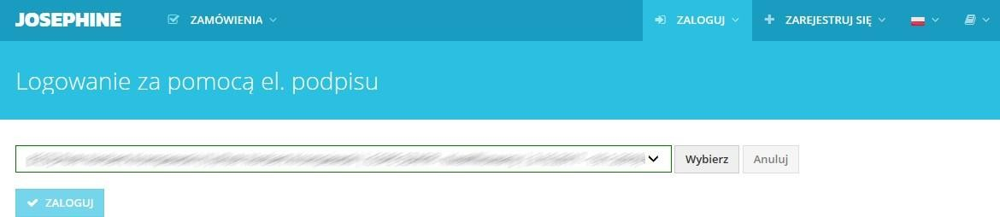 JOSEPHINE ZAMÓWIENIA ZALOGUJ ZAREJESTRUJ SIĘ
Logowanie za pomocą el. podpisu
Wybierz Anuluj
ZALOGUJ